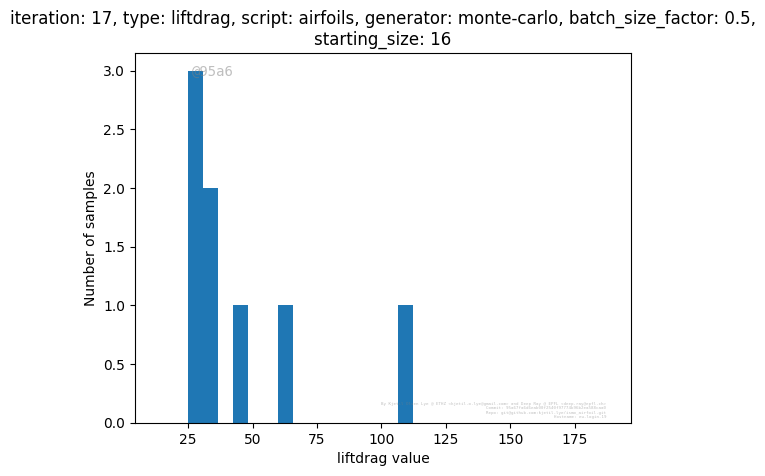 iteration: 17, type: liftdrag, script: airfoils, generator: monte-carlo, batch_size_factor: 0.5,
starting_size: 16
@95a6
3.0
2.5
2.0
1.5
1.0
0.5
0.0
Number of samples
25 50 75 100 125 150 175
liftdrag value